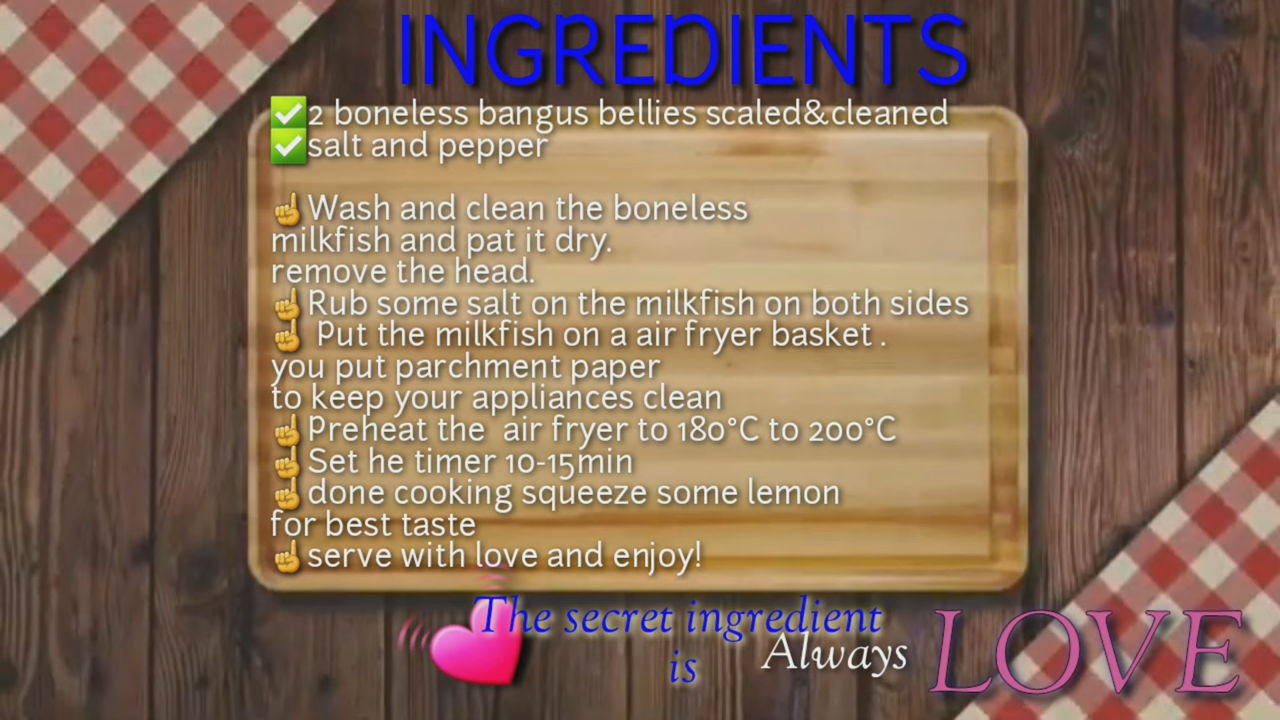 INGREDIENTS
✅2 boneless bangus bellies scaled&cleaned
✅salt and pepper
☝Wash and clean the boneless
milkfish and pat it dry.
remove the head.
☝Rub some salt on the milkfish on both sides
☝ Put the milkfish on a air fryer basket .
you put parchment paper
to keep your appliances clean
☝Preheat the air fryer to 180°C to 200°C
☝Set he timer 10-15min
☝done cooking squeeze some lemon
for best taste
☝serve with love and enjoy!
The secret ingredient
is Always LOVE